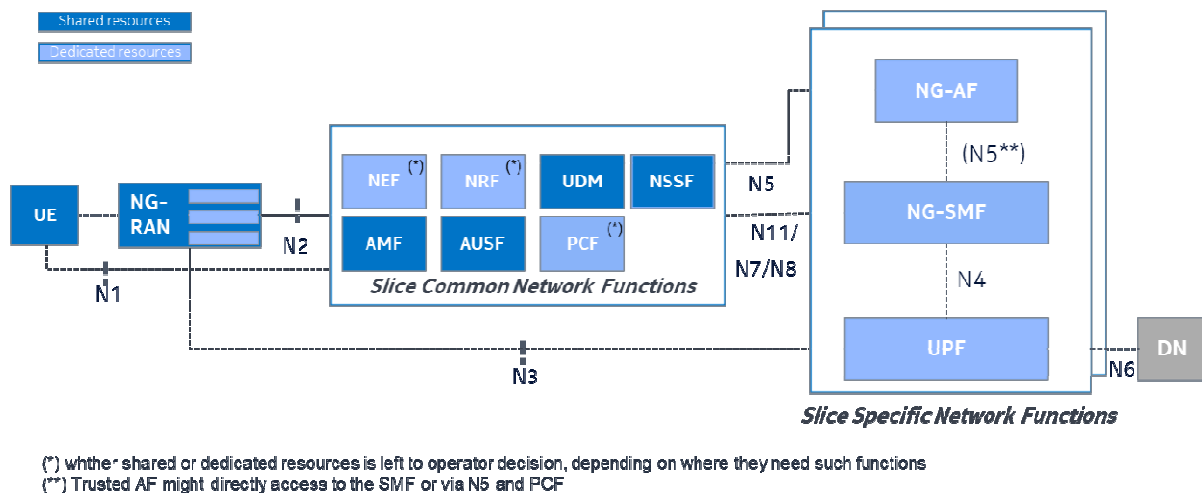 Shared resources
Dedicated resources
NG-AF
(N5**)
NEF
(*)
NRF
(*)
UDM
NSSF
N5
UE
NG-
RAN
N2
NG-SMF
AMF
AUSF
PCF
(*)
N11/
N7/N8
Slice Common Network Functions
N1
N4
UPF
DN
N3
N6
Slice Specific Network Functions
(*) whther shared or dedicated resources is left to operator decision, depending on where they need such functions
(**) Trusted AF might directly access to the SMF or via N5 and PCF